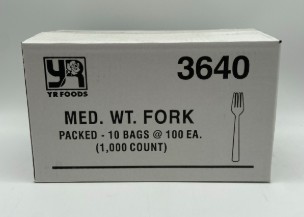 YR
YR FOODS
3640
MED. WT. FORK
PACKED - 10 BAGS @ 100 EA.
(1,000 COUNT)